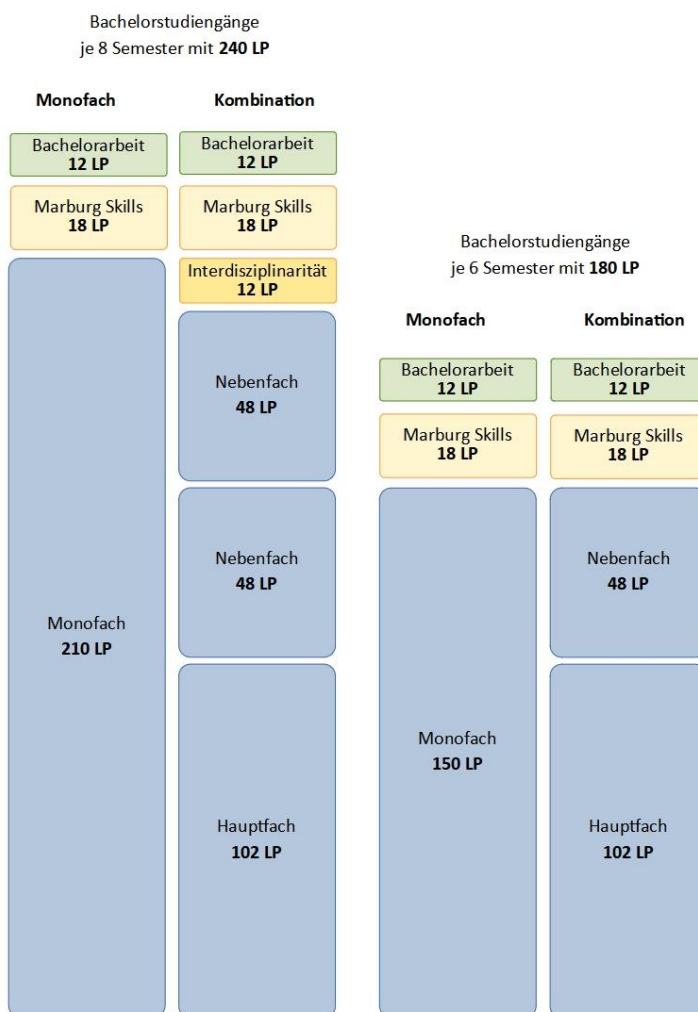 Bachelorstudiengänge
je 8 Semester mit 240 LP
Monofach
Kombination
Bachelorarbeit
12 LP
Marburg Skills
18 LP
Monofach
210 LP
Bachelorarbeit
12 LP
Marburg Skills
18 LP
Interdisziplinarität
12 LP
Nebenfach
48 LP
Nebenfach
48 LP
Hauptfach
102 LP
Bachelorstudiengänge
je 6 Semester mit 180 LP
Monofach
Kombination
Bachelorarbeit
12 LP
Marburg Skills
18 LP
Monofach
150 LP
Bachelorarbeit
12 LP
Marburg Skills
18 LP
Nebenfach
48 LP
Hauptfach
102 LP